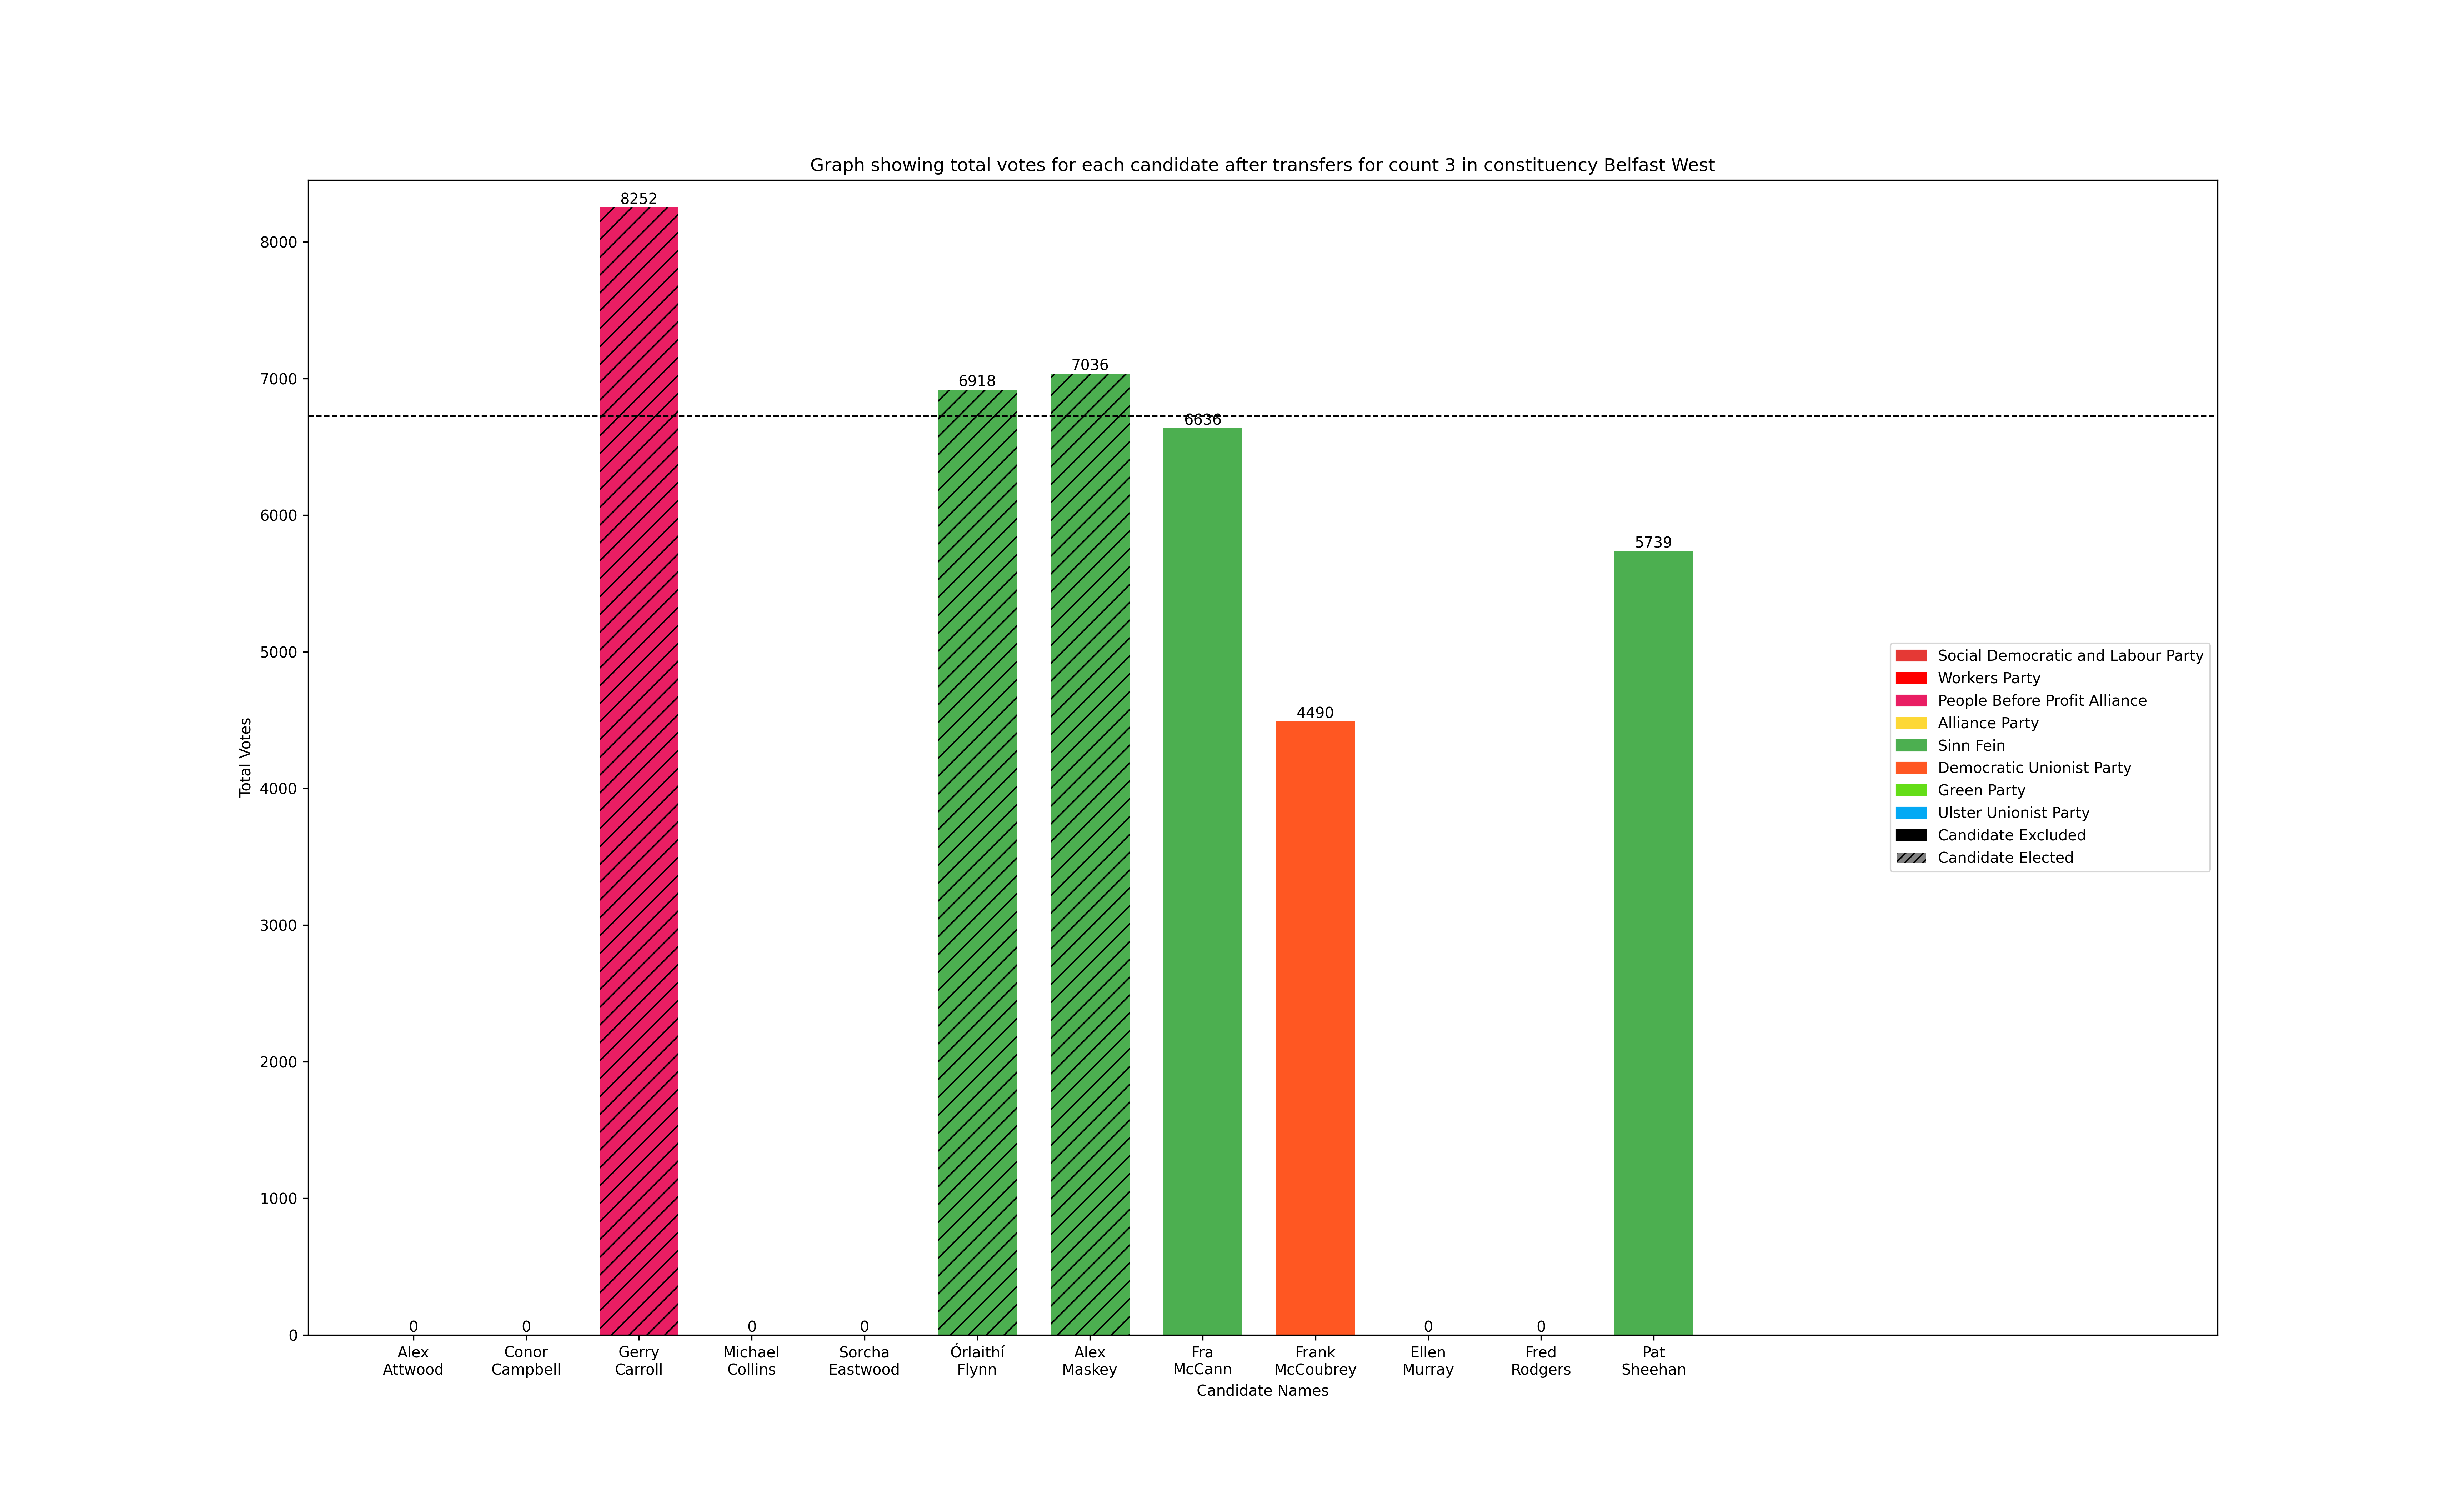 Graph showing total votes for each candidate after transfers for count 3 in constituency Belfast West
8252
8000
7036
7000
6918
6636
6000
5739
5000
Social Democratic and Labour Party
Workers Party
People Before Profit Alliance
4490
Alliance Party
Sinn Fein
Total Votes
Democratic Unionist Party
4000
Green Party
Ulster Unionist Party
Candidate Excluded
Candidate Elected
3000
2000
1000
0
0 0 0 0 0 0
Alex
Attwood
Conor
Campbell
Gerry
Carroll
Michael
Collins
Sorcha
Eastwood
Órlaithí
Flynn
Alex
Maskey
Fra
McCann
Frank
McCoubrey
Ellen
Murray
Fred
Rodgers
Pat
Sheehan
Candidate Names